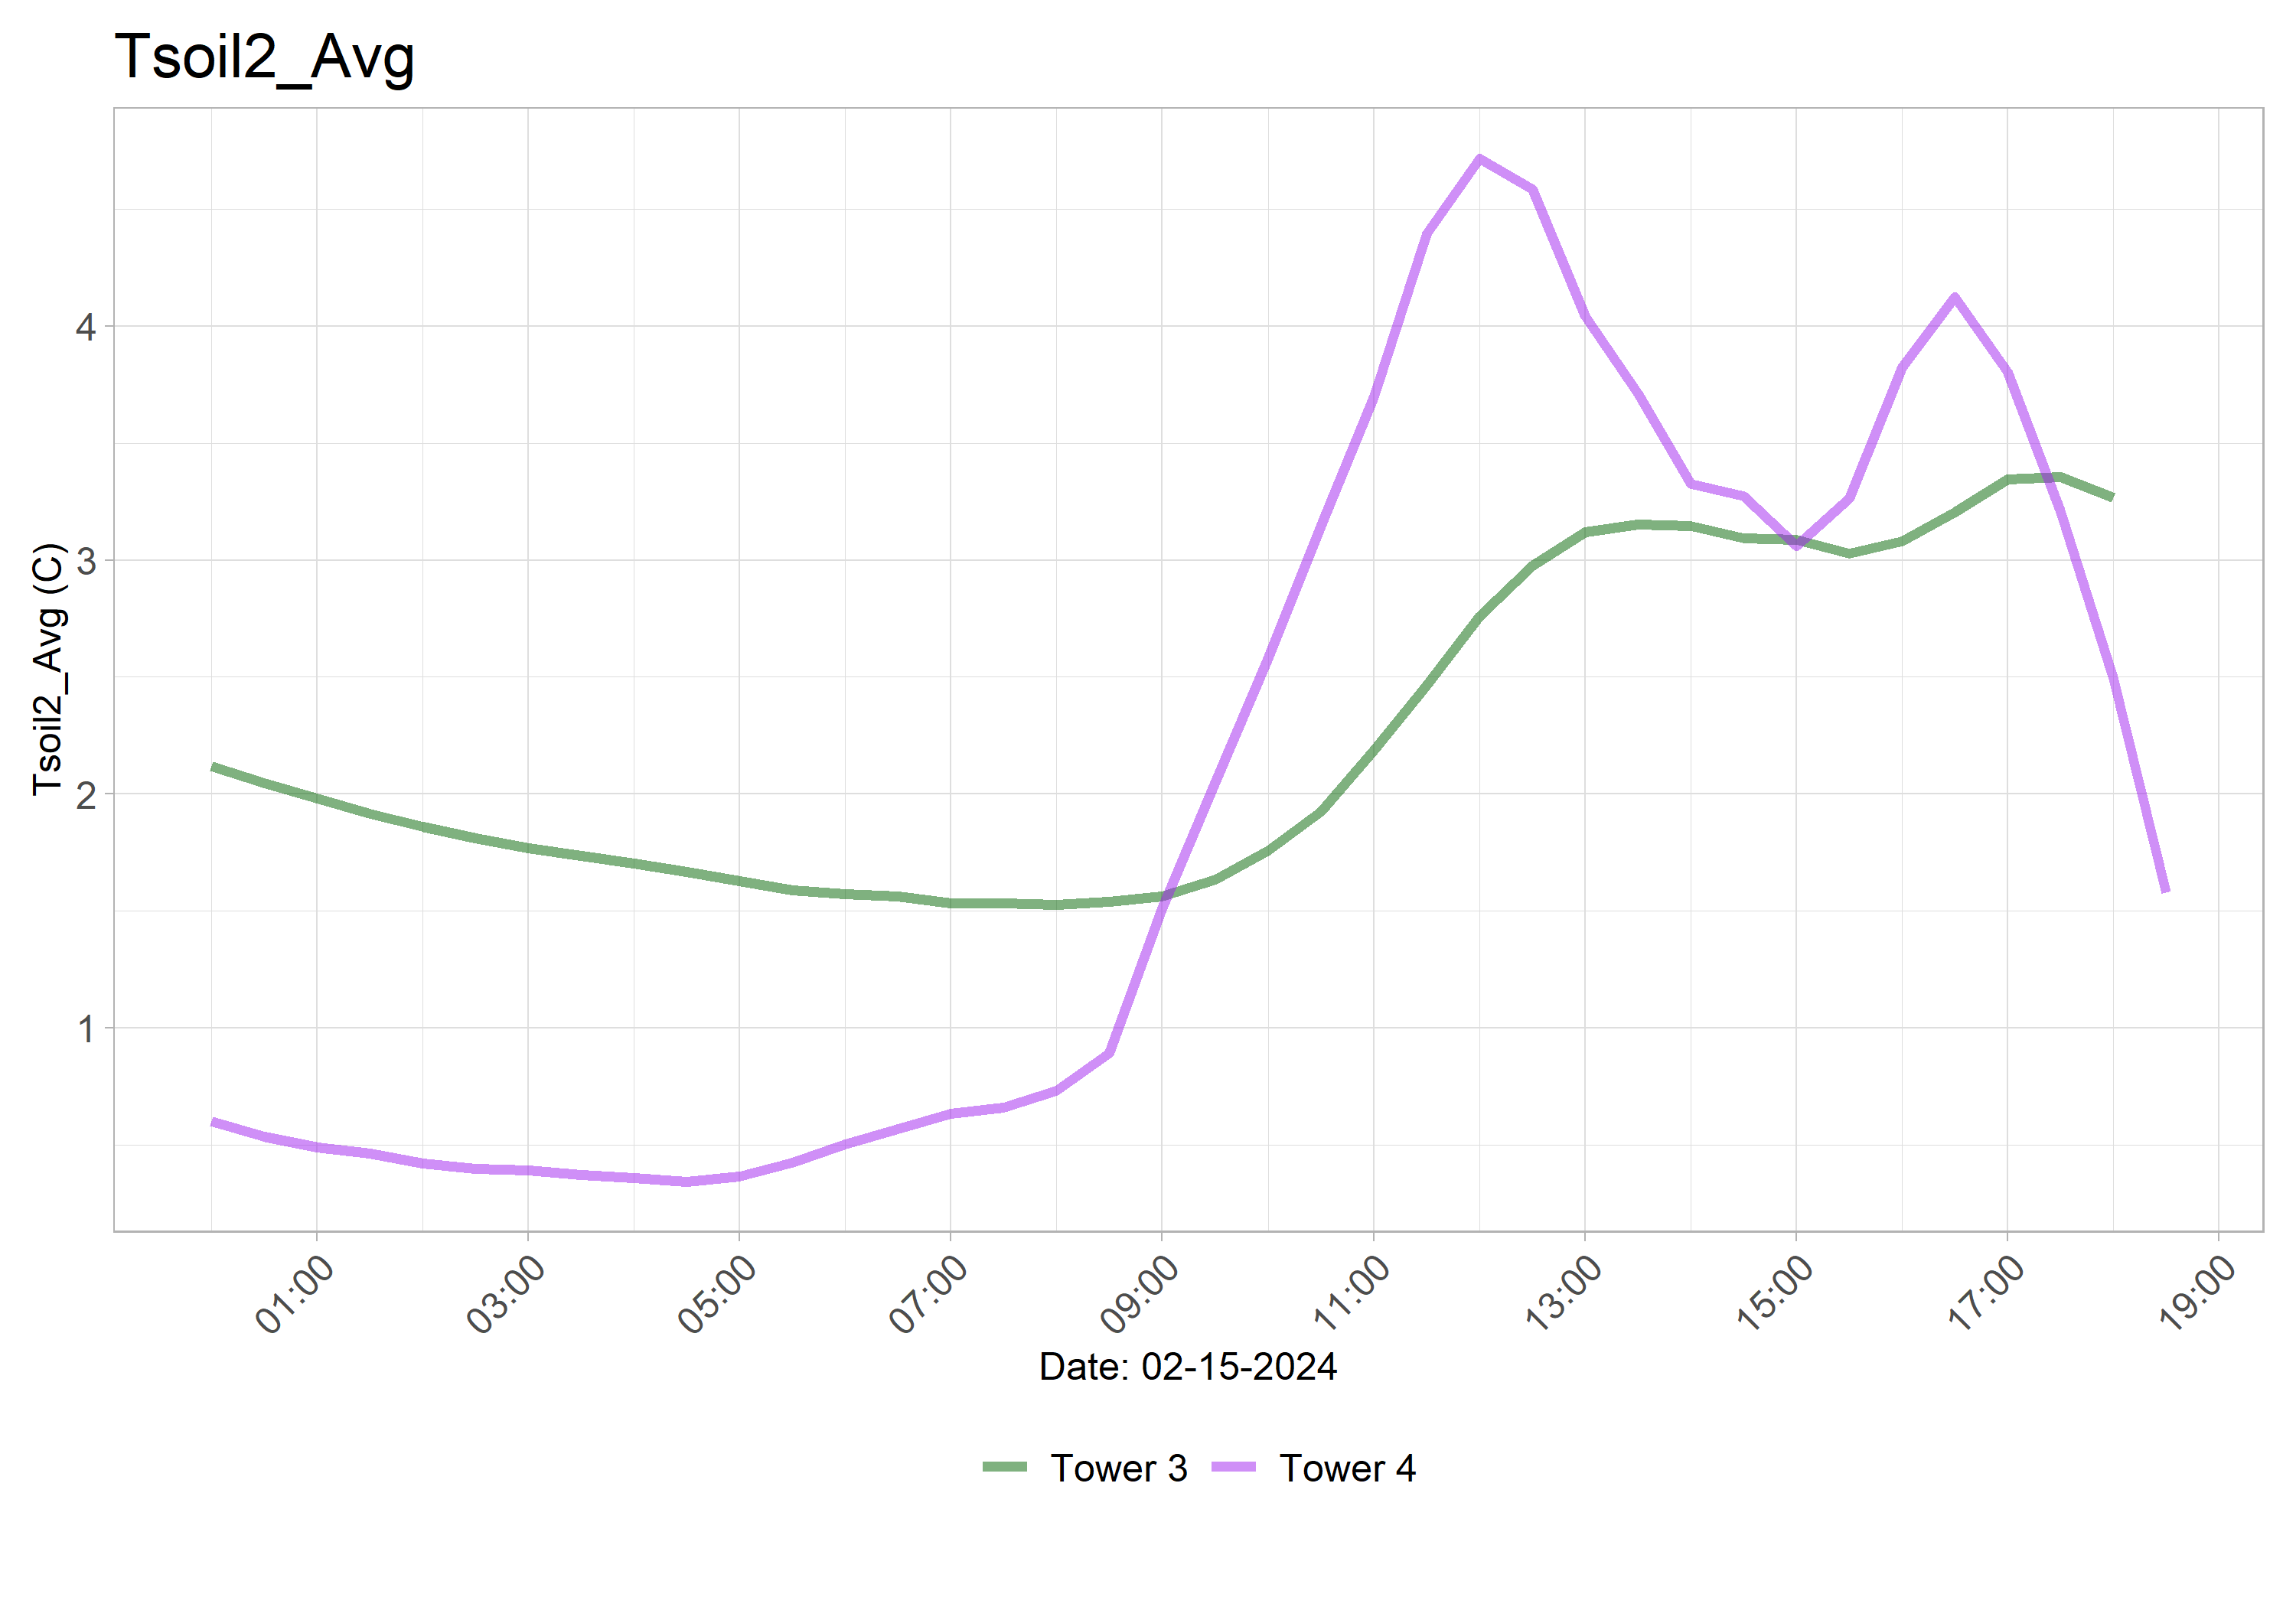 Tsoil2_Avg
Tsoil2_Avg (C)
4
3
2
1
01:00 03:00 05:00 07:00 09:00 11:00 13:00 15:00 17:00 19:00
Date: 02-15-2024
Tower 3 Tower 4